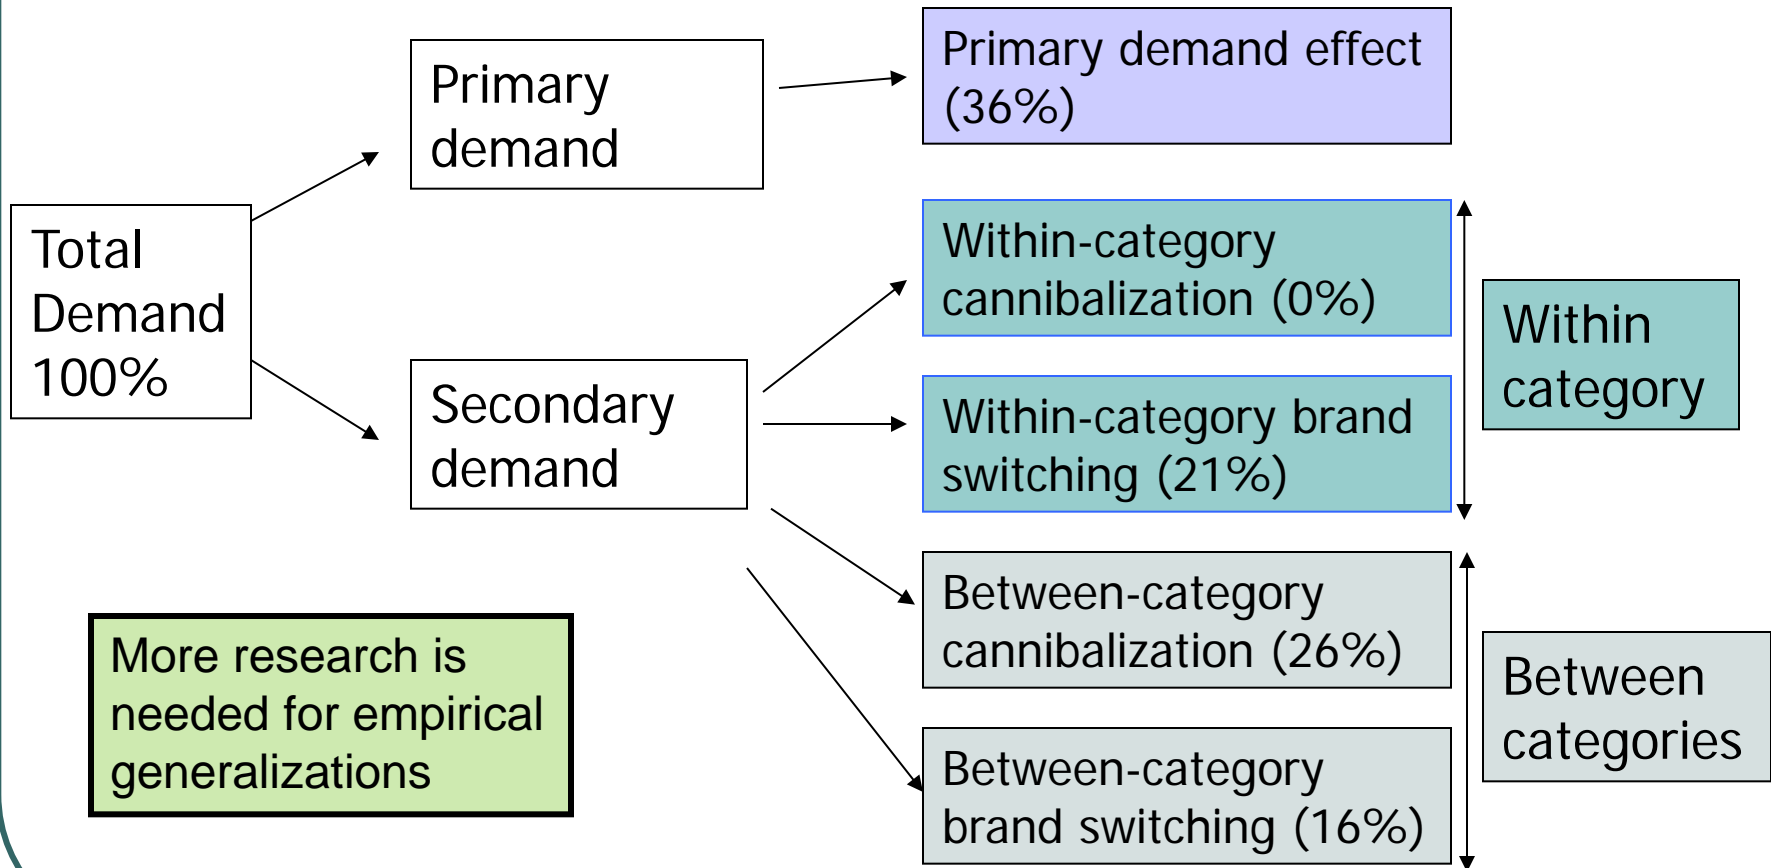 Total
Demand
100%
Primary
demand
Secondary
demand
Primary demand effect
(36%)
Within-category
cannibalization (0%)
Within-category brand
switching (21%)
Between-category
cannibalization (26%)
Between-category
brand switching (16%)
Within
category
Between
categories
More research is
needed for empirical
generalizations